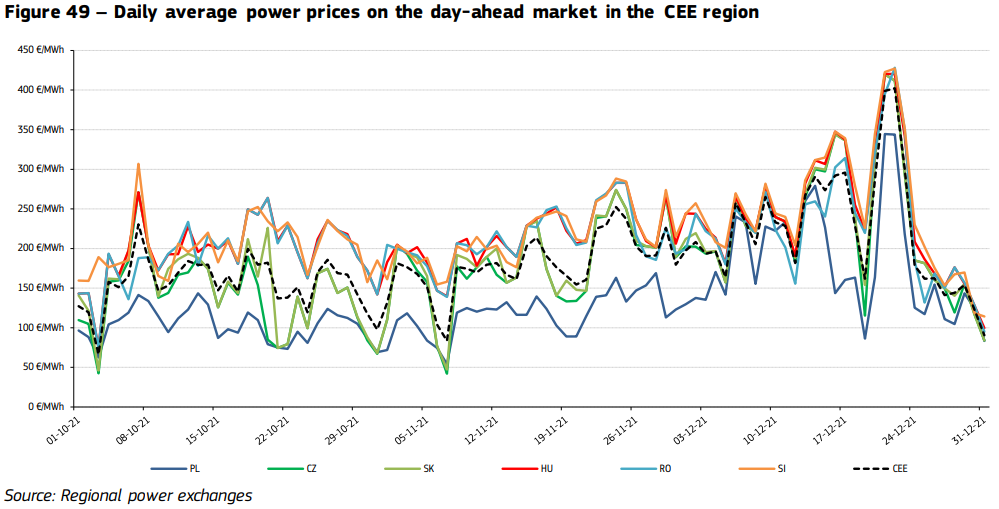 Figure 49 – Daily average power prices on the day-ahead market in the CEE region
450 €/MWh
400 €/MWh
350 €/MWh
300 €/MWh
250 €/MWh
200 €/MWh
150 €/MWh
100 €/MWh
50 €/MWh
0 €/MWh
01-10-21
08-10-21
15-10-21
22-10-21
29-10-21
05-11-21
12-11-21
19-11-21
26-11-21
03-12-21
10-12-21
17-12-21
24-12-21
31-12-21
PL CZ SK HU RO SI CEE
Source: Regional power exchanges